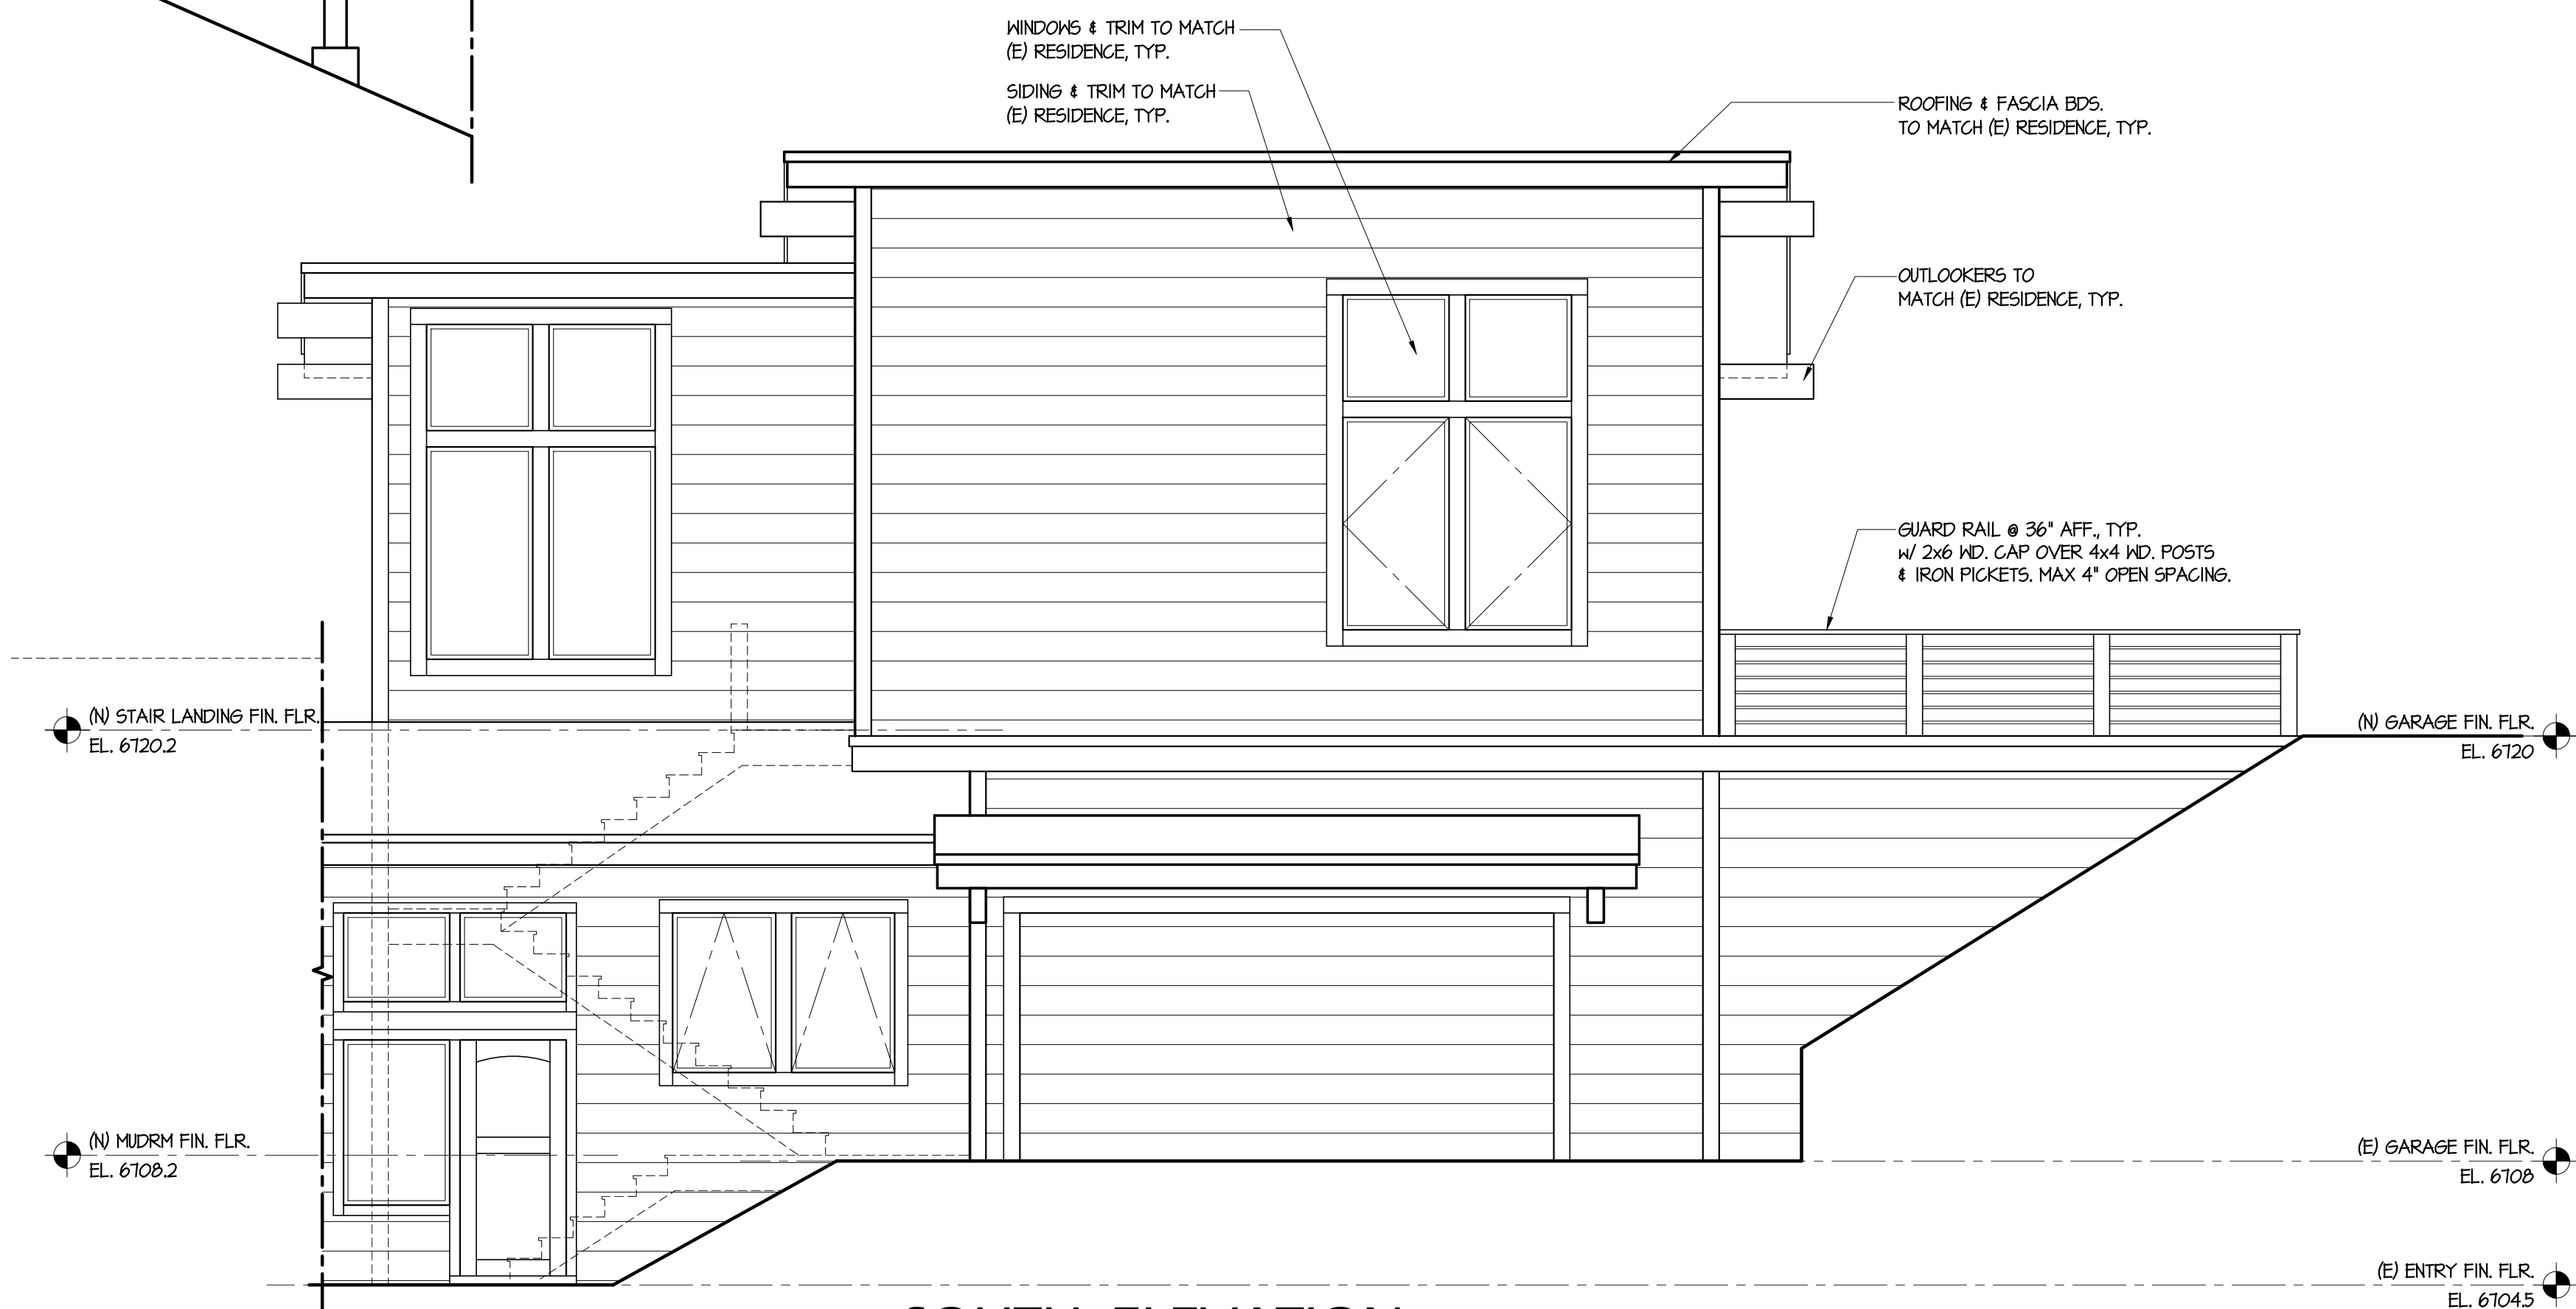 WINDOWS & TRIM TO MATCH
(E) RESIDENCE, TYP.
SIDING & TRIM TO MATCH
(E) RESIDENCE, TYP.
ROOFING & FASCIA BDS.
TO MATCH (E) RESIDENCE, TYP.
OUTLOOKERS TO
MATCH (E) RESIDENCE, TYP.
GUARD RAIL @ 36" AFF., TYP.
W/ 2x6 WD. CAP OVER 4x4 WD. POSTS
& IRON PICKETS. MAX 4" OPEN SPACING.
(N) STAIR LANDING FIN. FLR.
EL. 6720.2
(N) GARAGE FIN. FLR.
EL. 6720
(N) MUDRM FIN. FLR.
EL. 6708.2
(E) GARAGE FIN. FLR.
EL. 6708
(E) ENTRY FIN. FLR.
EL. 6704.5
SOUTH ELEVATION